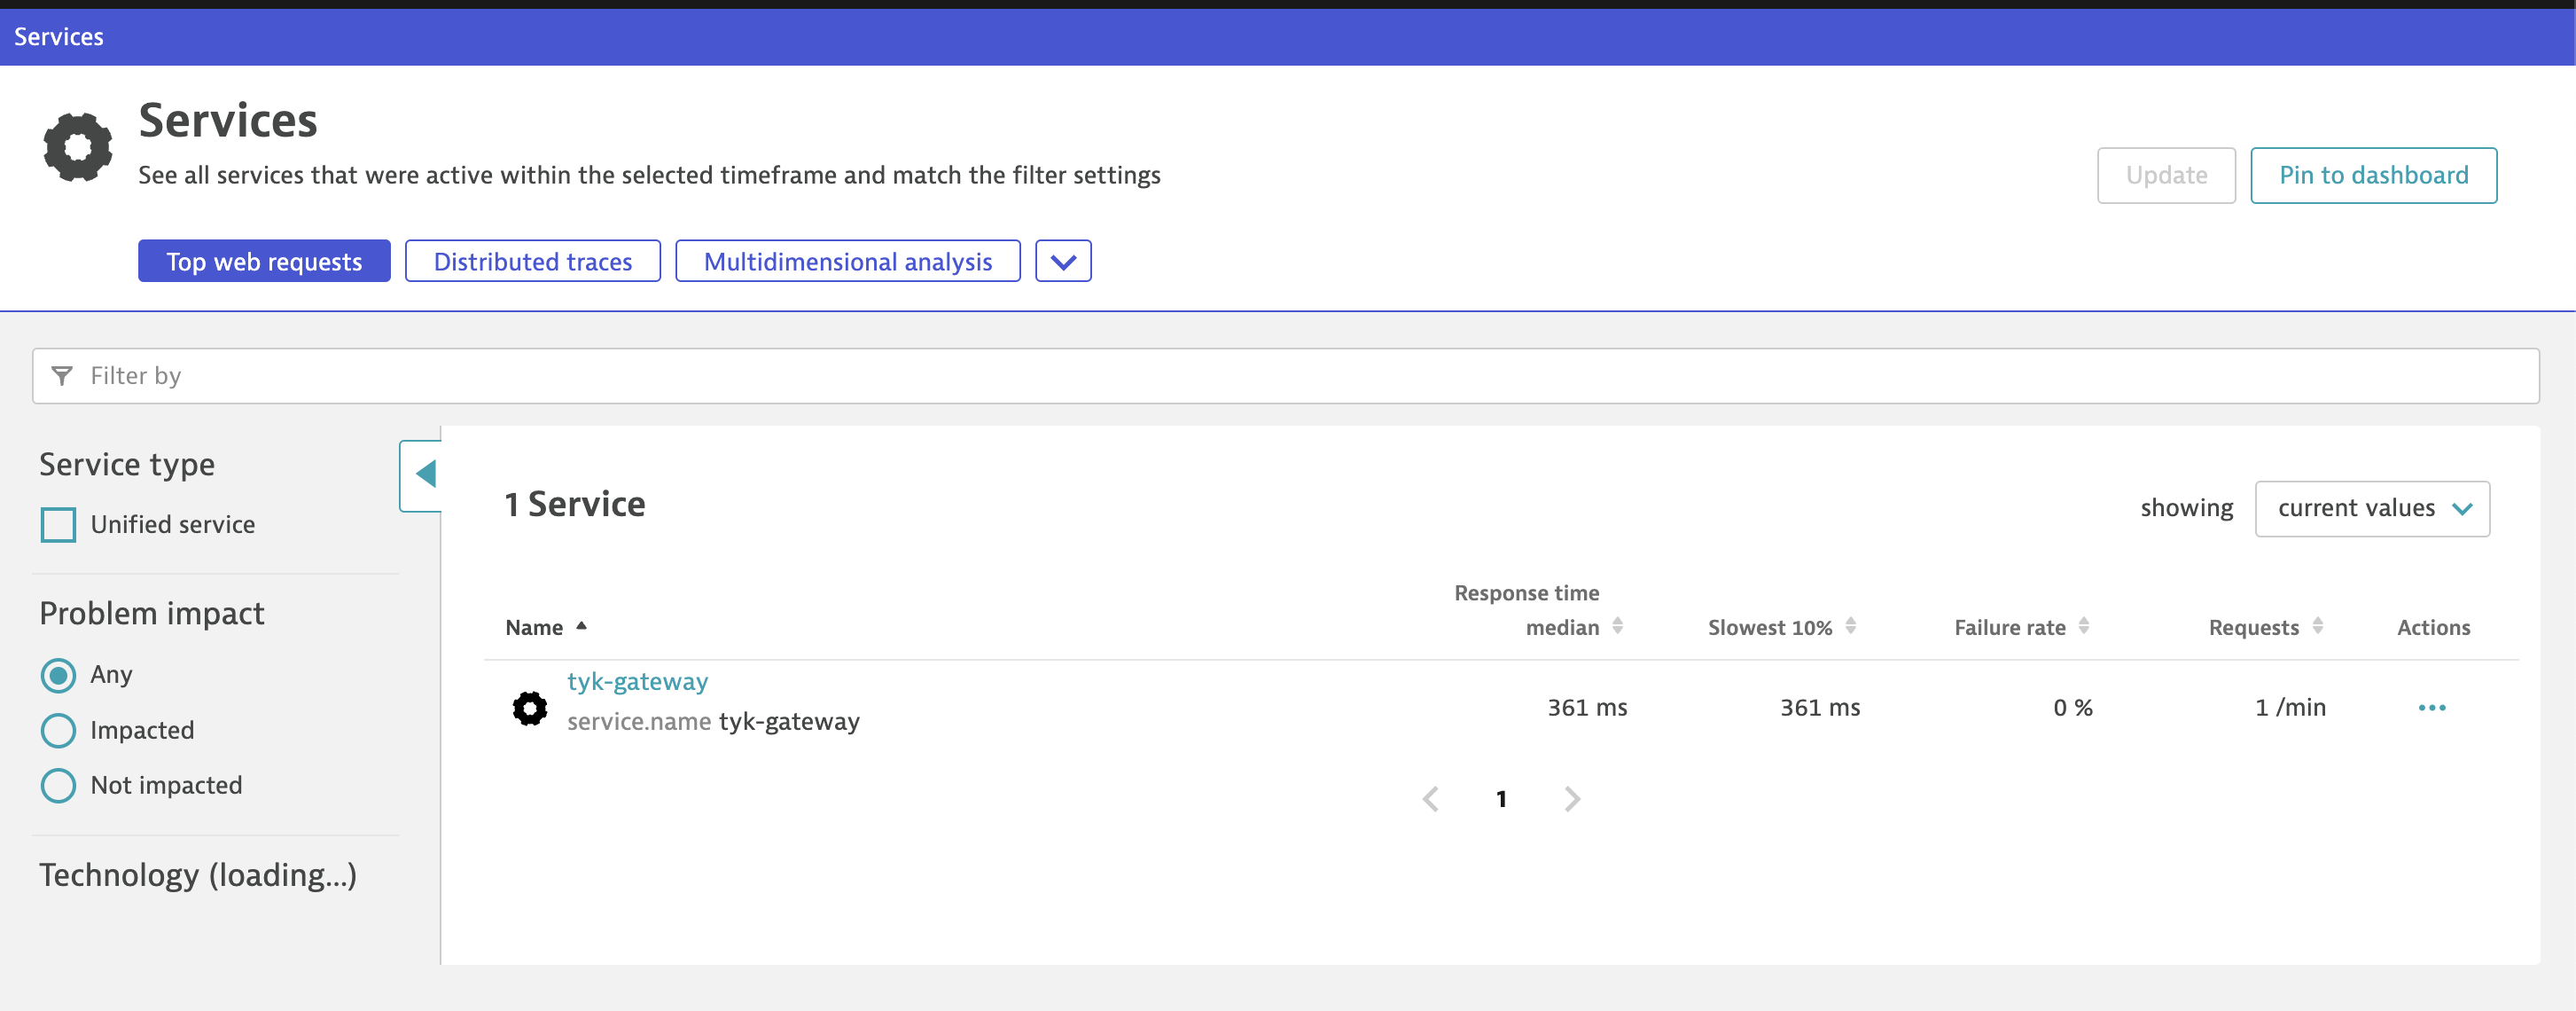 Services
Services
See all services that were active within the selected timeframe and match the filter settings
Update
Pin to dashboard
Top web requests
Distributed traces
Multidimensional analysis
Filter by
Service type
Unified service
Problem impact
Any
Impacted
Not impacted
Technology (loading...)
1 Service
showing
current values
Name
Response time
median
Slowest 10%
Failure rate
Requests
Actions
tyk-gateway
service.name tyk-gateway
361 ms
361 ms
0 %
1 /min
1